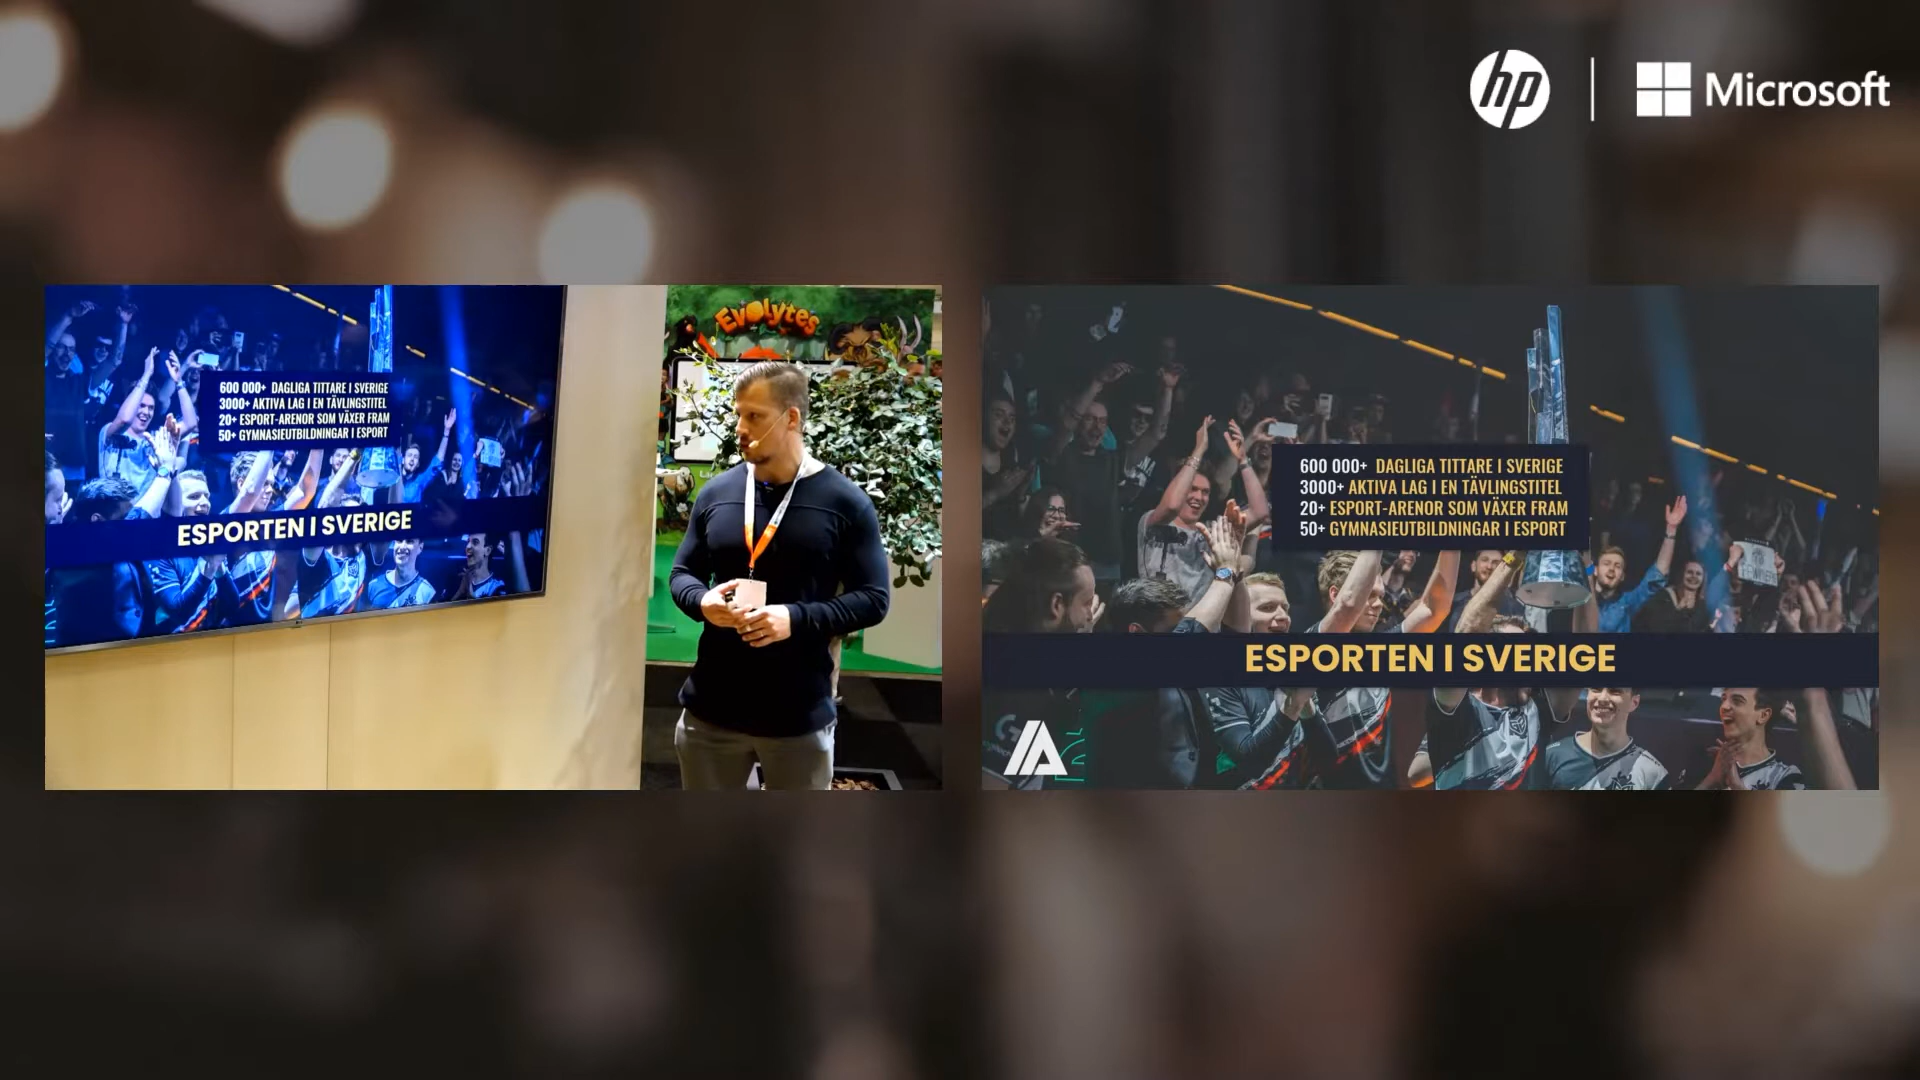 hp
Microsoft
600 000+ DAGLIGA TITTARE I SVERIGE
3000+ AKTIVA LAG I EN TÄVLINGSTITEL
20+ ESPORT-ARENOR SOM VÄXER FRAM
50+ GYMNASIEUTBILDNINGAR I ESPORT
ESPORTEN I SVERIGE
Evolytes
600 000+ DAGLIGA TITTARE I SVERIGE
3000+ AKTIVA LAG I EN TÄVLINGSTITEL
20+ ESPORT-ARENOR SOM VÄXER FRAM
50+ GYMNASIEUTBILDNINGAR I ESPORT
ESPORTEN I SVERIGE